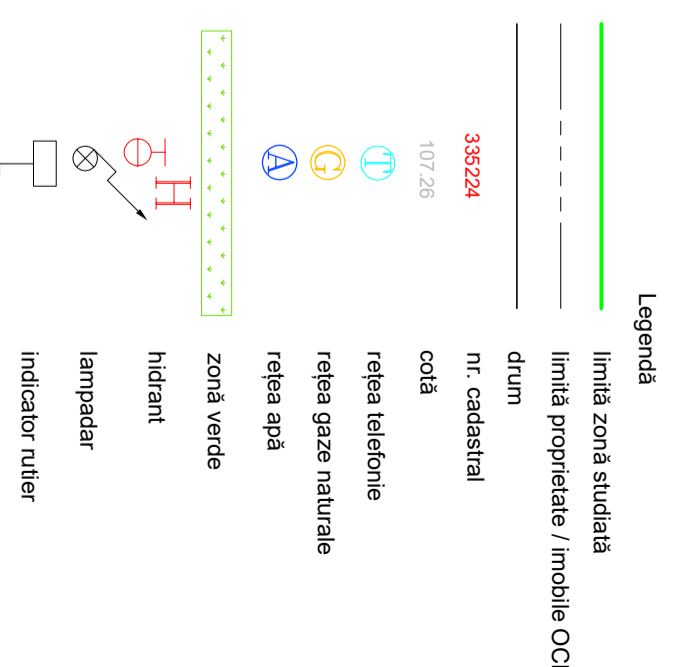 Legendă
limită zonă studiată
limită proprietate / imobile
drum
335224 nr. cadastral
107.26 cotă
T rețea telefonie
G rețea gaze naturale
A rețea apă
zonă verde
H hidrant
lampadar
indicator rutier